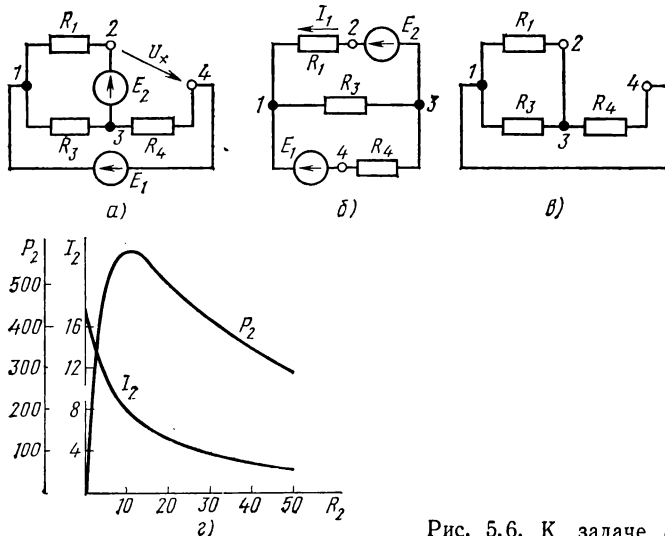 R₁ 2 Uₓ 4 1 E₂ R₃ 3 R₄ E₁
а)
I₁ 2 E₂ R₁ 1 R₃ 3 E₁ 4 R₄
б)
R₁ 2 1 R₃ 3 R₄ 4
в)
P₂ I₂
500
400 16
300 12
200 8
100 4
P₂
I₂
10 20 30 40 50 R₂
г)
Рис. 5.6. К задаче